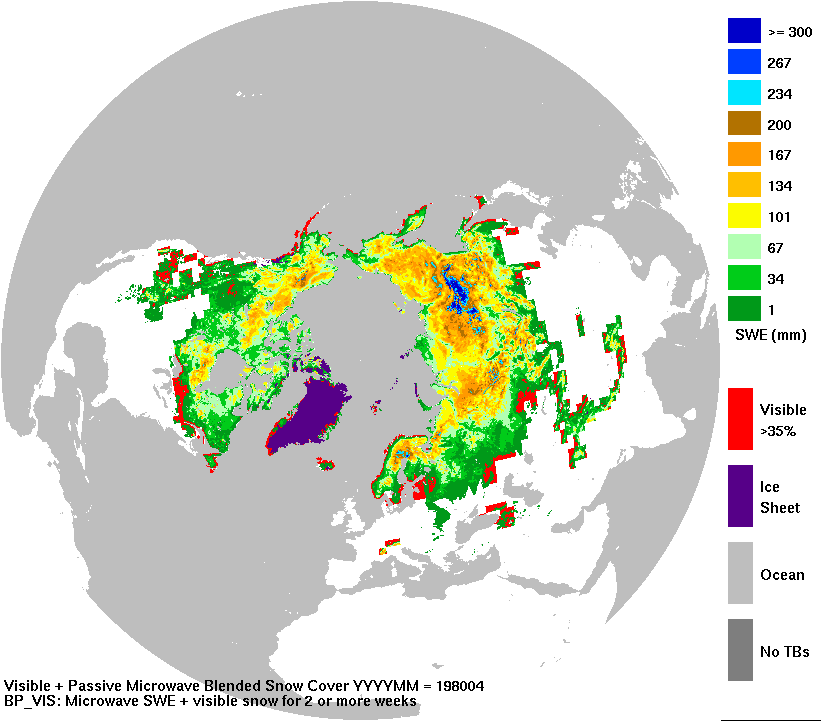 >= 300
267
234
200
167
134
101
67
34
1
SWE (mm)
Visible
>35%
Ice
Sheet
Ocean
No TBs
Visible + Passive Microwave Blended Snow Cover YYYYMM = 198004
BP_VIS: Microwave SWE + visible snow for 2 or more weeks